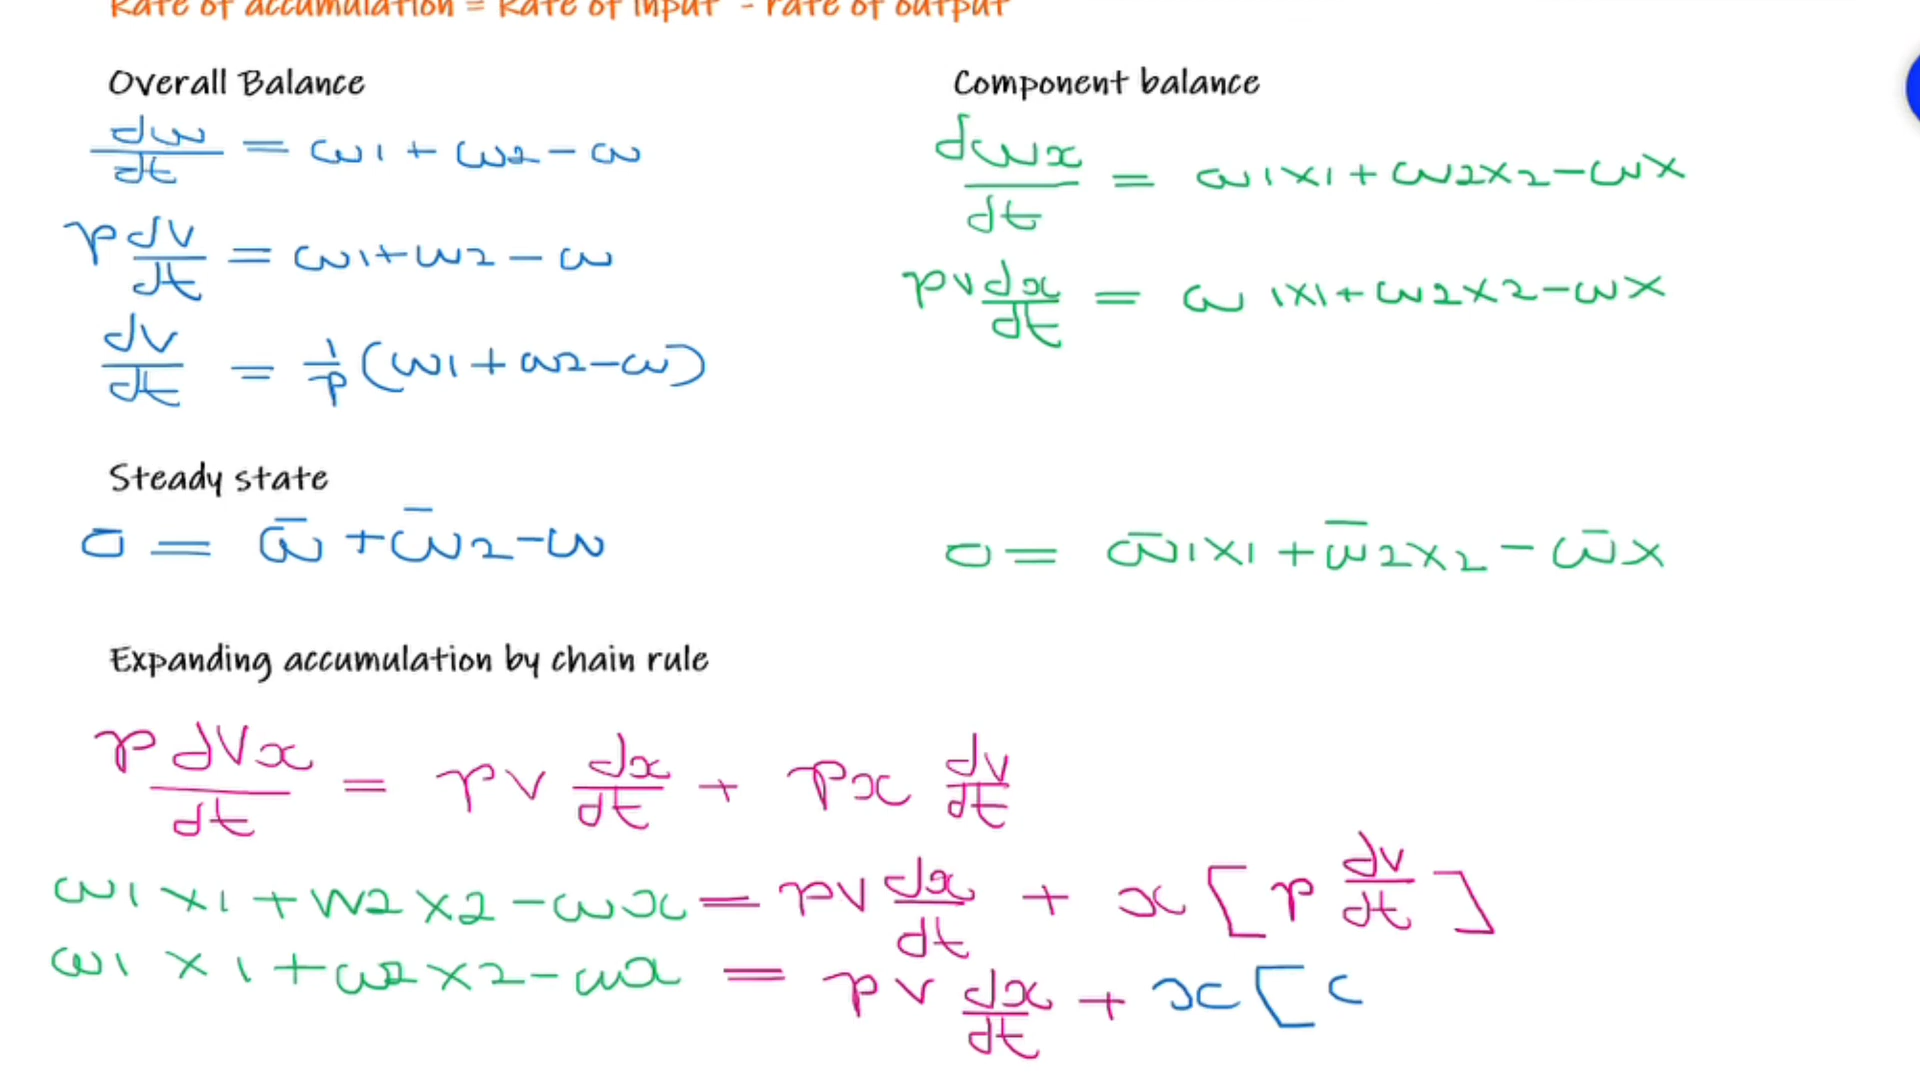 Rate of accumulation = Rate of input - rate of output
Overall Balance
dw/dt = w1 + w2 - w
ρ dv/dt = w1 + w2 - w
dv/dt = 1/ρ (w1 + w2 - w)
Component balance
dwx/dt = w1x1 + w2x2 - wx
ρv dx/dt = w1x1 + w2x2 - wx
Steady state
0 = w̄ + w̄2 - w
0 = w̄1x1 + w̄2x2 - w̄x
Expanding accumulation by chain rule
ρ dVx/dt = ρv dx/dt + ρx dv/dt
w1x1 + w2x2 - wx = ρv dx/dt + x [ρ dv/dt]
w1x1 + w2x2 - wx = ρv dx/dt + x [